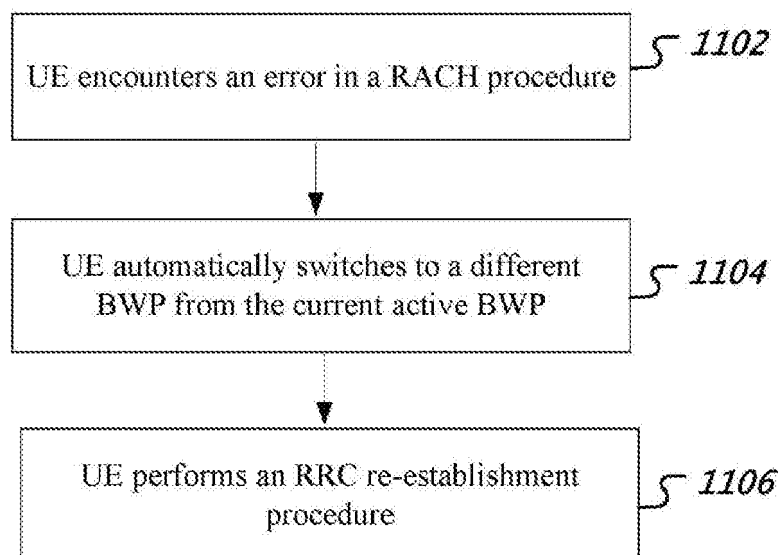 UE encounters an error in a RACH procedure
1102
UE automatically switches to a different
BWP from the current active BWP
1104
UE performs an RRC re-establishment
procedure
1106